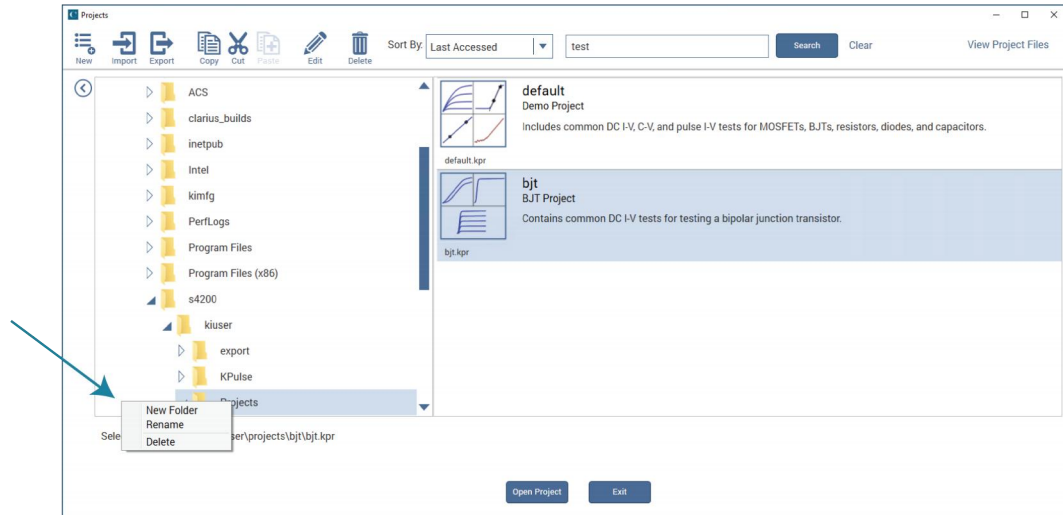 Projects
New Import Export Copy Cut Paste Edit Delete Sort By: Last Accessed test Search Clear View Project Files
ACS
clarius_builds
inetpub
Intel
kimfg
PerfLogs
Program Files
Program Files (x86)
s4200
kiuser
export
KPulse
Projects
New Folder
Rename
Delete
default
Demo Project
Includes common DC I-V, C-V, and pulse I-V tests for MOSFETs, BJTs, resistors, diodes, and capacitors.
default.kpr
bjt
BJT Project
Contains common DC I-V tests for testing a bipolar junction transistor.
bjt.kpr
Sele ser\projects\bjt\bjt.kpr
Open Project Exit